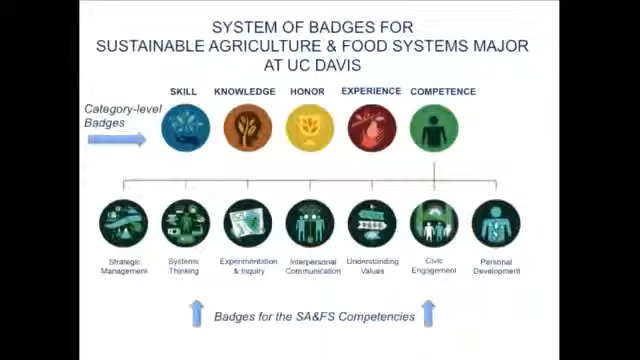 SYSTEM OF BADGES FOR
SUSTAINABLE AGRICULTURE & FOOD SYSTEMS MAJOR
AT UC DAVIS
SKILL KNOWLEDGE HONOR EXPERIENCE COMPETENCE
Category-level
Badges
Strategic Systems Experimentation Interpersonal Understanding Civic Personal
Management Thinking & Inquiry Communication Values Engagement Development
Badges for the SA&FS Competencies